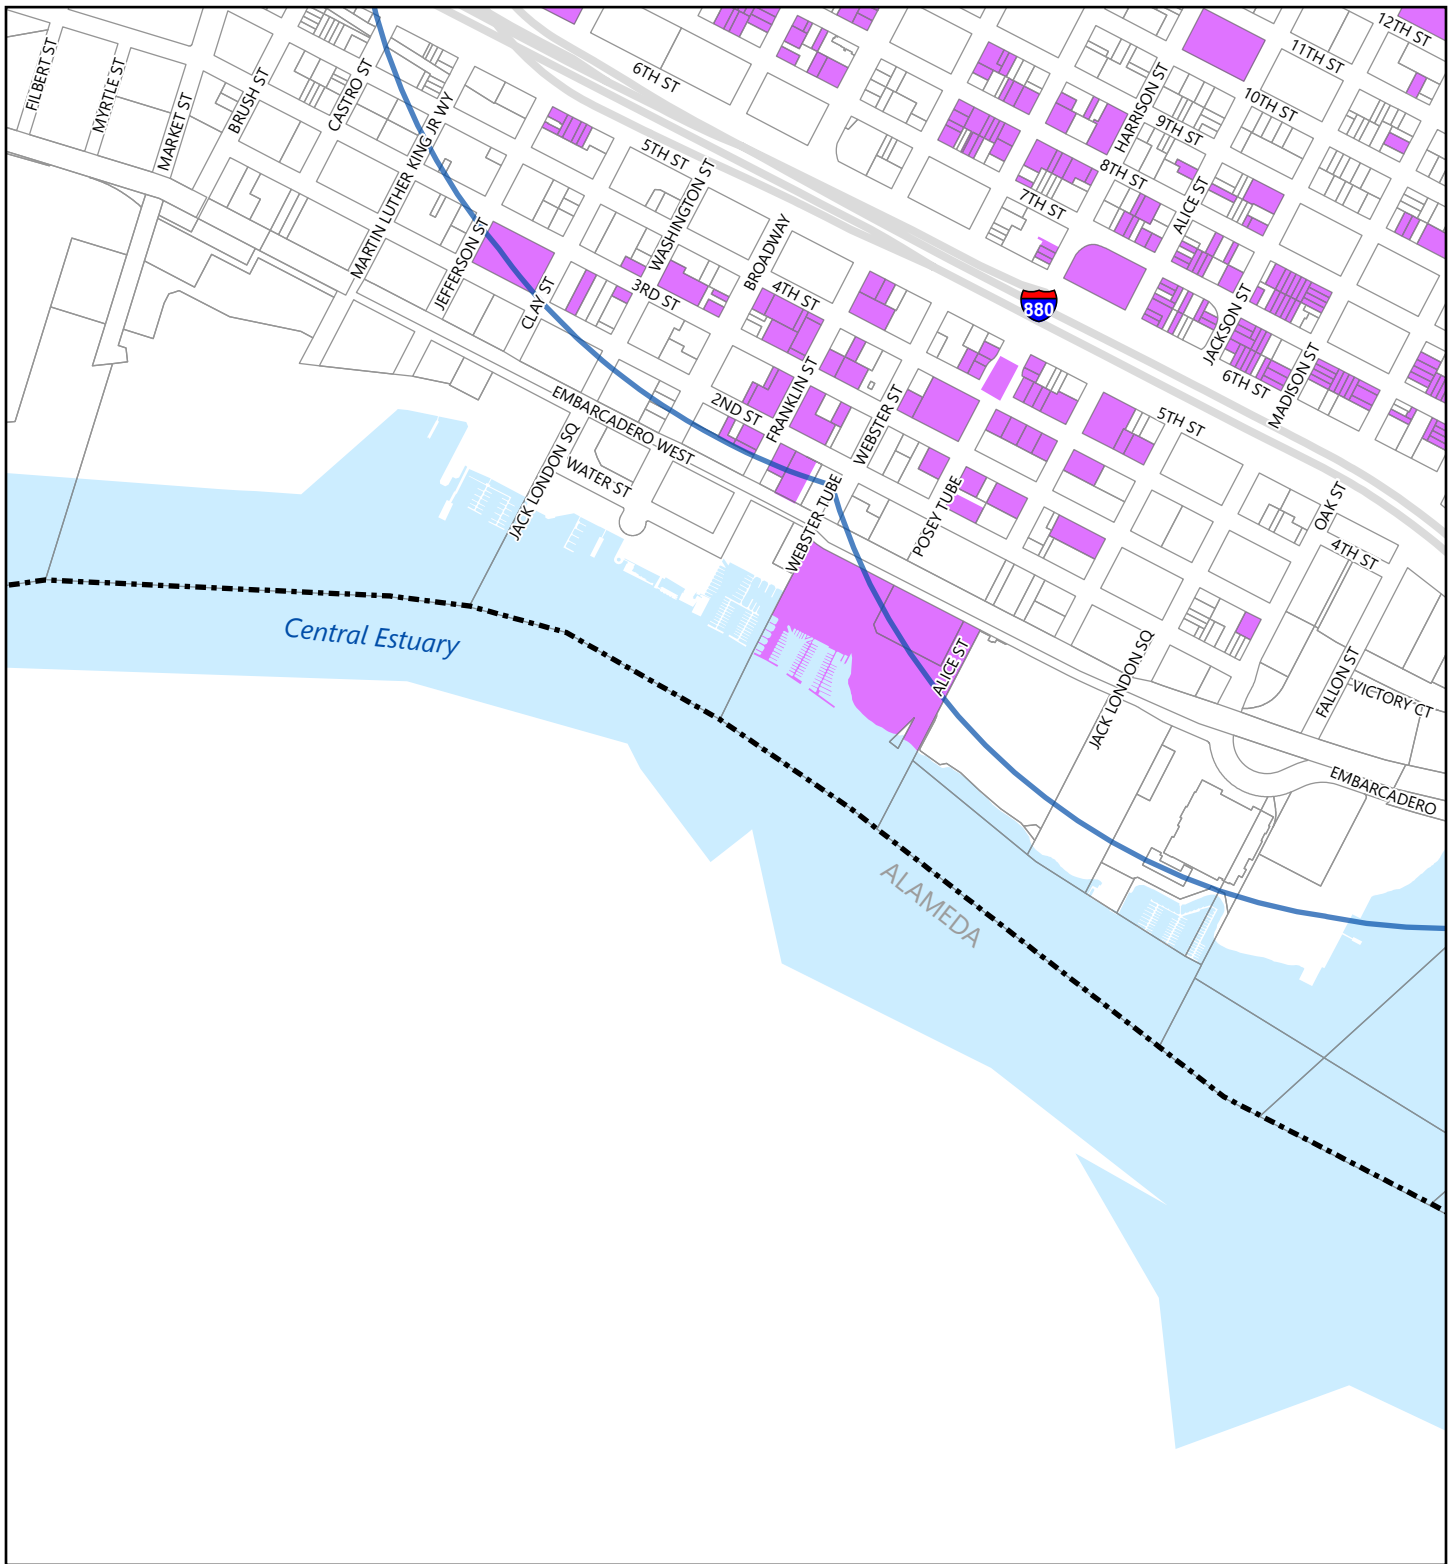 12TH ST
11TH ST
6TH ST
10TH ST
FILBERT ST
MYRTLE ST
MARKET ST
BRUSH ST
CASTRO ST
MARTIN LUTHER KING JR WY
HARRISON ST
9TH ST
5TH ST
8TH ST
7TH ST
ALICE ST
WASHINGTON ST
BROADWAY
JEFFERSON ST
CLAY ST
3RD ST
4TH ST
880
JACKSON ST
6TH ST
MADISON ST
5TH ST
2ND ST
FRANKLIN ST
WEBSTER ST
EMBARCADERO WEST
JACK LONDON SQ
WATER ST
WEBSTER TUBE
POSEY TUBE
OAK ST
4TH ST
Central Estuary
ALICE ST
JACK LONDON SQ
FALLON ST
VICTORY CT
EMBARCADERO
ALAMEDA